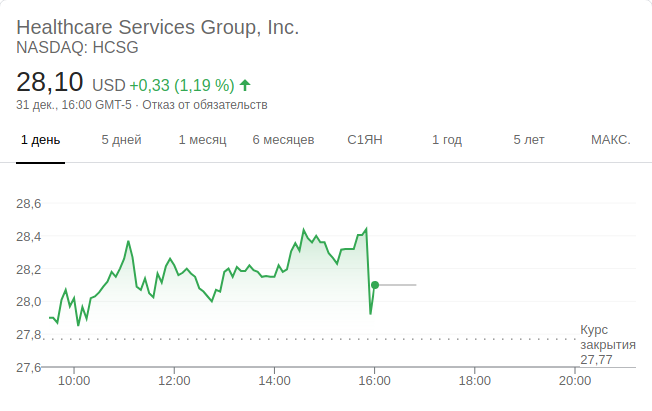 Healthcare Services Group, Inc.
NASDAQ: HCSG
28,10 USD +0,33 (1,19 %)
31 дек., 16:00 GMT-5 · Отказ от обязательств
1 день 5 дней 1 месяц 6 месяцев С1ЯН 1 год 5 лет МАКС.
28,6
28,4
28,2
28,0
27,8
27,6
Курс
закрытия
27,77
10:00 12:00 14:00 16:00 18:00 20:00